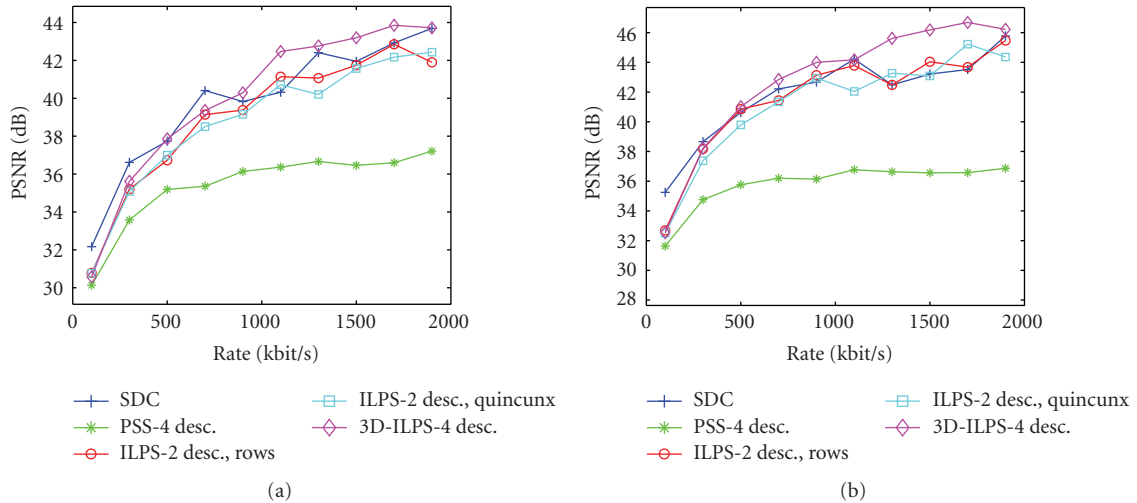 44
42
40
38
36
34
32
30
PSNR (dB)
0
500
1000
1500
2000
Rate (kbit/s)
SDC
PSS-4 desc.
ILPS-2 desc., rows
ILPS-2 desc., quincunx
3D-ILPS-4 desc.
(a)
46
44
42
40
38
36
34
32
30
28
PSNR (dB)
0
500
1000
1500
2000
Rate (kbit/s)
SDC
PSS-4 desc.
ILPS-2 desc., rows
ILPS-2 desc., quincunx
3D-ILPS-4 desc.
(b)